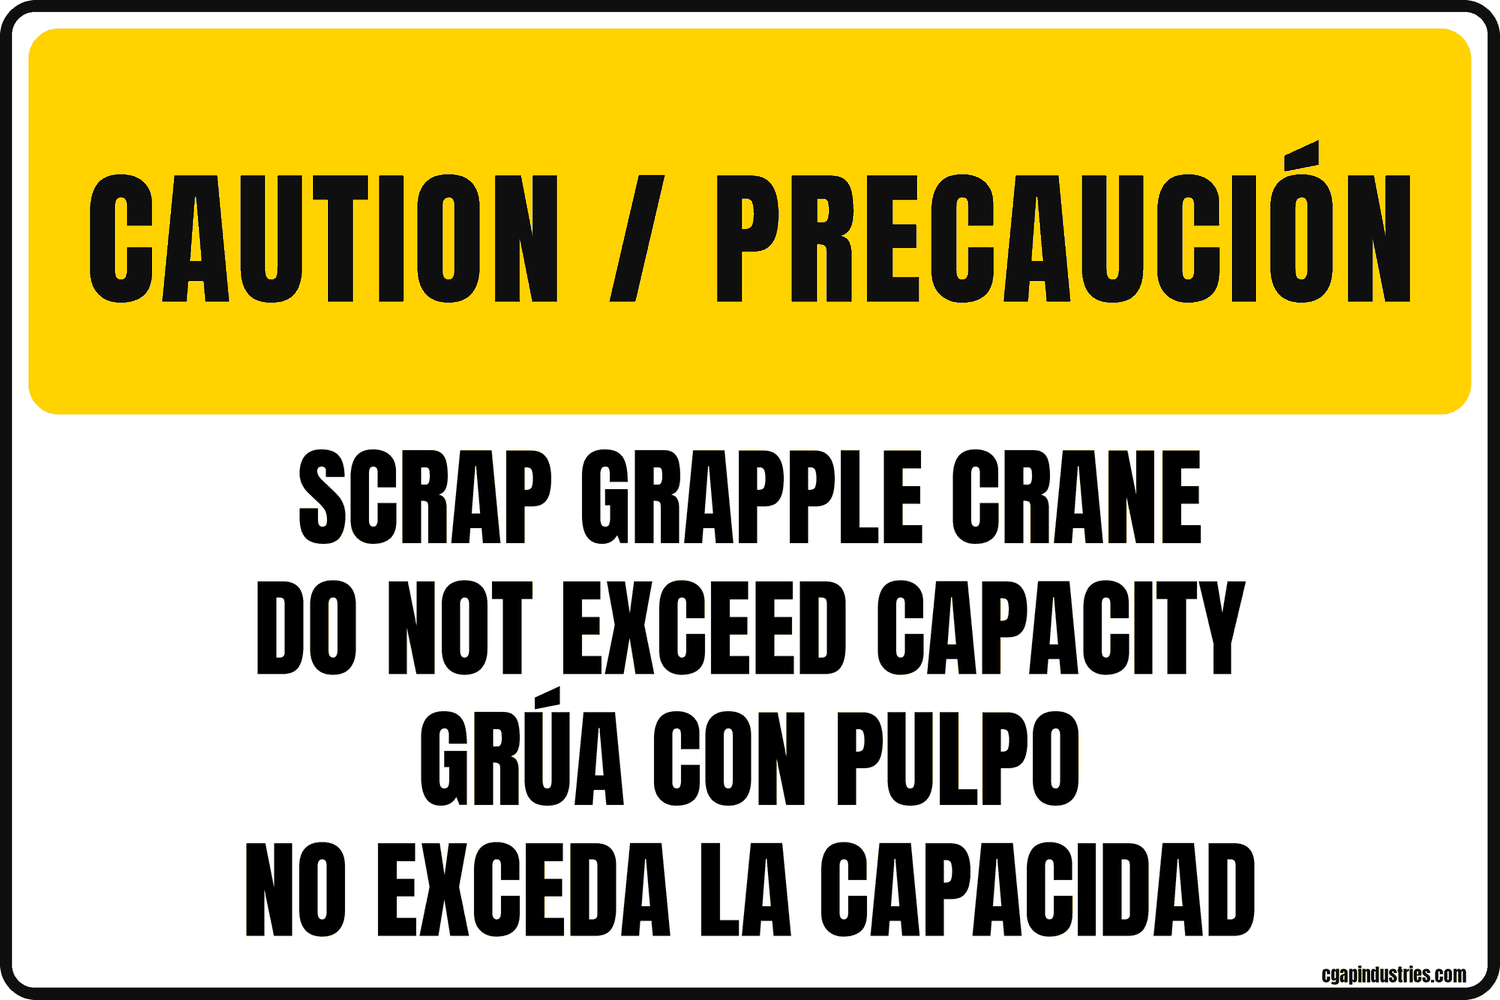 CAUTION / PRECAUCIÓN
SCRAP GRAPPLE CRANE
DO NOT EXCEED CAPACITY
GRÚA CON PULPO
NO EXCEDA LA CAPACIDAD
cgapindustries.com